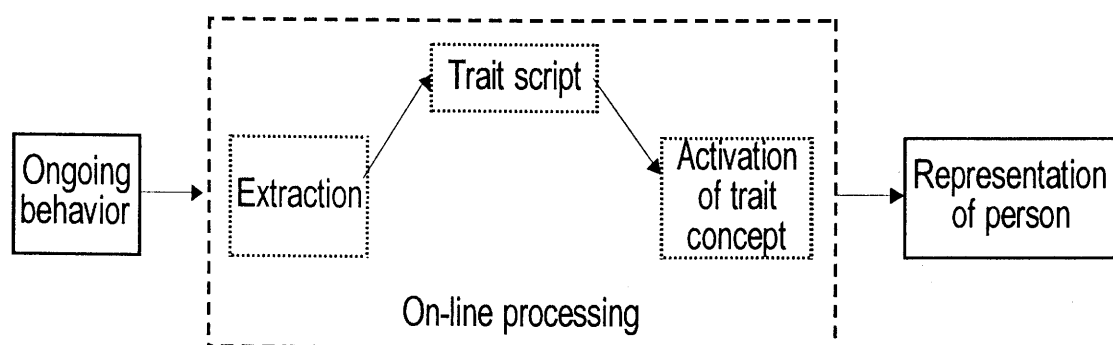 Ongoing
behavior
Extraction
Trait script
Activation
of trait
concept
Representation
of person
On-line processing